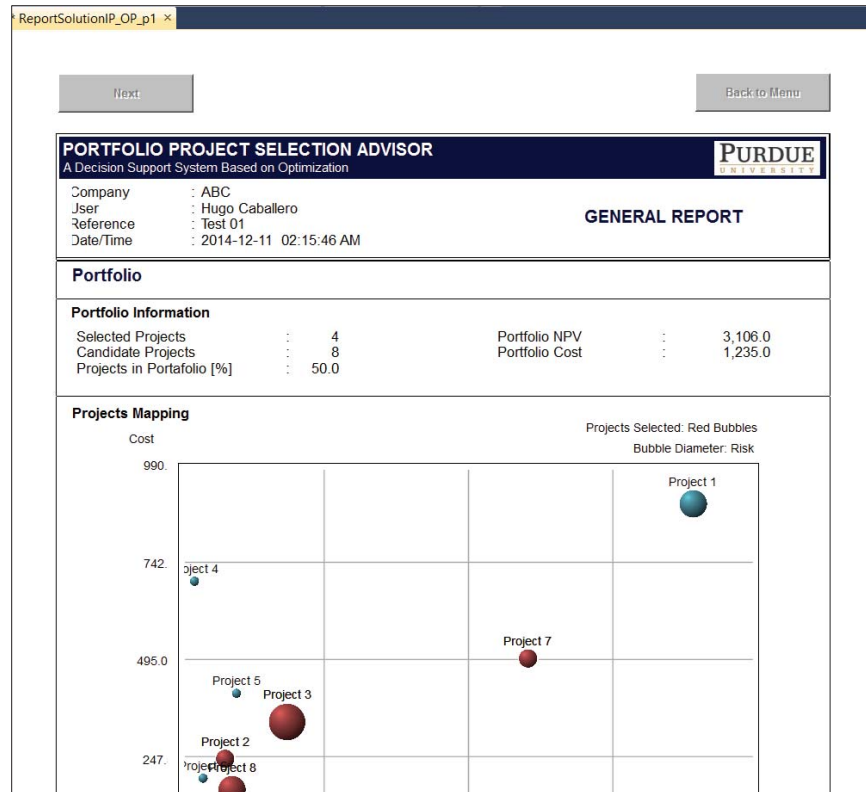 * ReportSolutionIP_OP_p1 ×
Next
Back to Menu
PORTFOLIO PROJECT SELECTION ADVISOR
A Decision Support System Based on Optimization
PURDUE
UNIVERSITY
Company : ABC
User : Hugo Caballero
Reference : Test 01
Date/Time : 2014-12-11 02:15:46 AM
GENERAL REPORT
Portfolio
Portfolio Information
Selected Projects : 4
Portfolio NPV : 3,106.0
Candidate Projects : 8
Portfolio Cost : 1,235.0
Projects in Portafolio [%] : 50.0
Projects Mapping
Projects Selected: Red Bubbles
Cost
Bubble Diameter: Risk
990.
Project 1
742.
oject 4
Project 7
495.0
Project 5
Project 3
Project 2
247.
Project 8